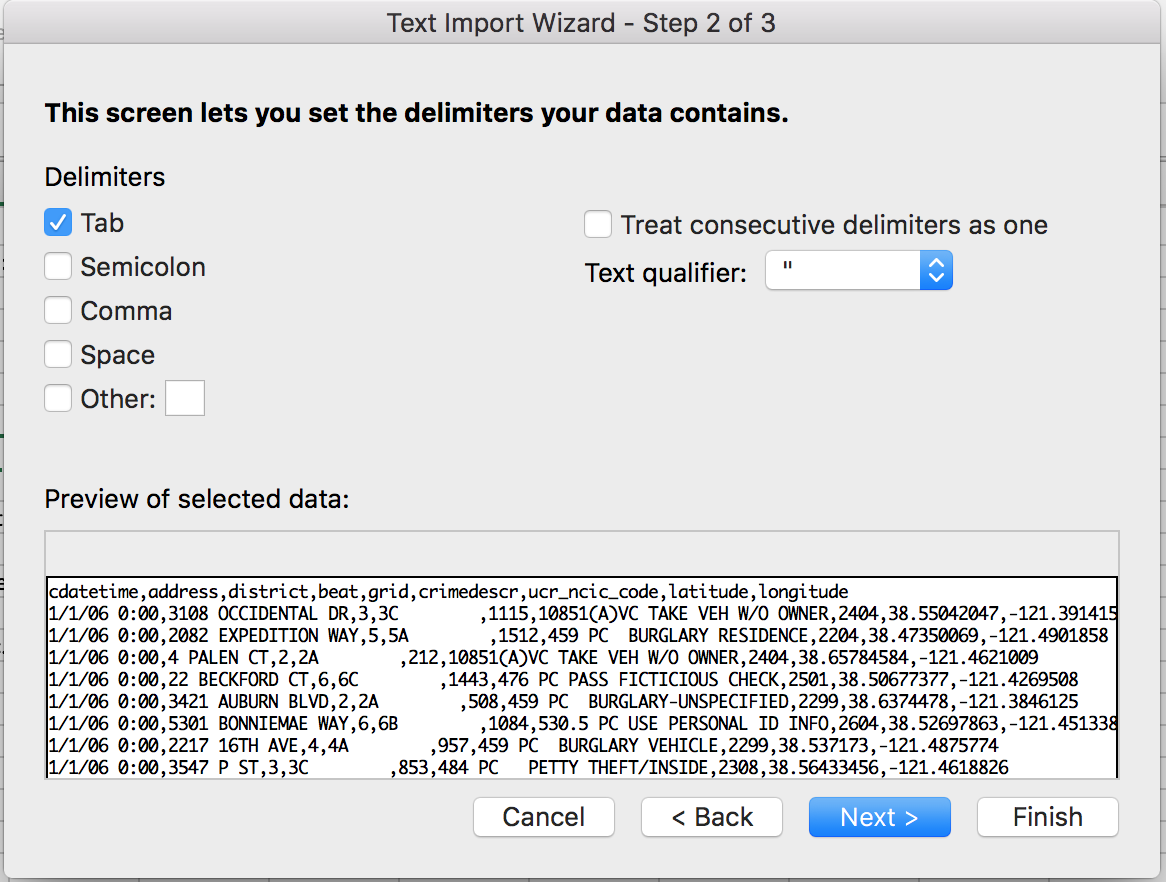 Text Import Wizard - Step 2 of 3
This screen lets you set the delimiters your data contains.
Delimiters
Tab
Treat consecutive delimiters as one
Semicolon
Text qualifier: "
Comma
Space
Other:
Preview of selected data:
cdatetime,address,district,beat,grid,crimedescr,ucr_ncic_code,latitude,longitude
1/1/06 0:00,3108 OCCIDENTAL DR,3,3C        ,1115,10851(A)VC TAKE VEH W/O OWNER,2404,38.55042047,-121.391415
1/1/06 0:00,2082 EXPEDITION WAY,5,5A        ,1512,459 PC  BURGLARY RESIDENCE,2204,38.47350069,-121.4901858
1/1/06 0:00,4 PALEN CT,2,2A        ,212,10851(A)VC TAKE VEH W/O OWNER,2404,38.65784584,-121.4621009
1/1/06 0:00,22 BECKFORD CT,6,6C        ,1443,476 PC PASS FICTICIOUS CHECK,2501,38.50677377,-121.4269508
1/1/06 0:00,3421 AUBURN BLVD,2,2A        ,508,459 PC  BURGLARY-UNSPECIFIED,2299,38.6374478,-121.3846125
1/1/06 0:00,5301 BONNIEMAE WAY,6,6B        ,1084,530.5 PC USE PERSONAL ID INFO,2604,38.52697863,-121.451338
1/1/06 0:00,2217 16TH AVE,4,4A        ,957,459 PC  BURGLARY VEHICLE,2299,38.537173,-121.4875774
1/1/06 0:00,3547 P ST,3,3C        ,853,484 PC   PETTY THEFT/INSIDE,2308,38.56433456,-121.4618826
Cancel
< Back
Next >
Finish